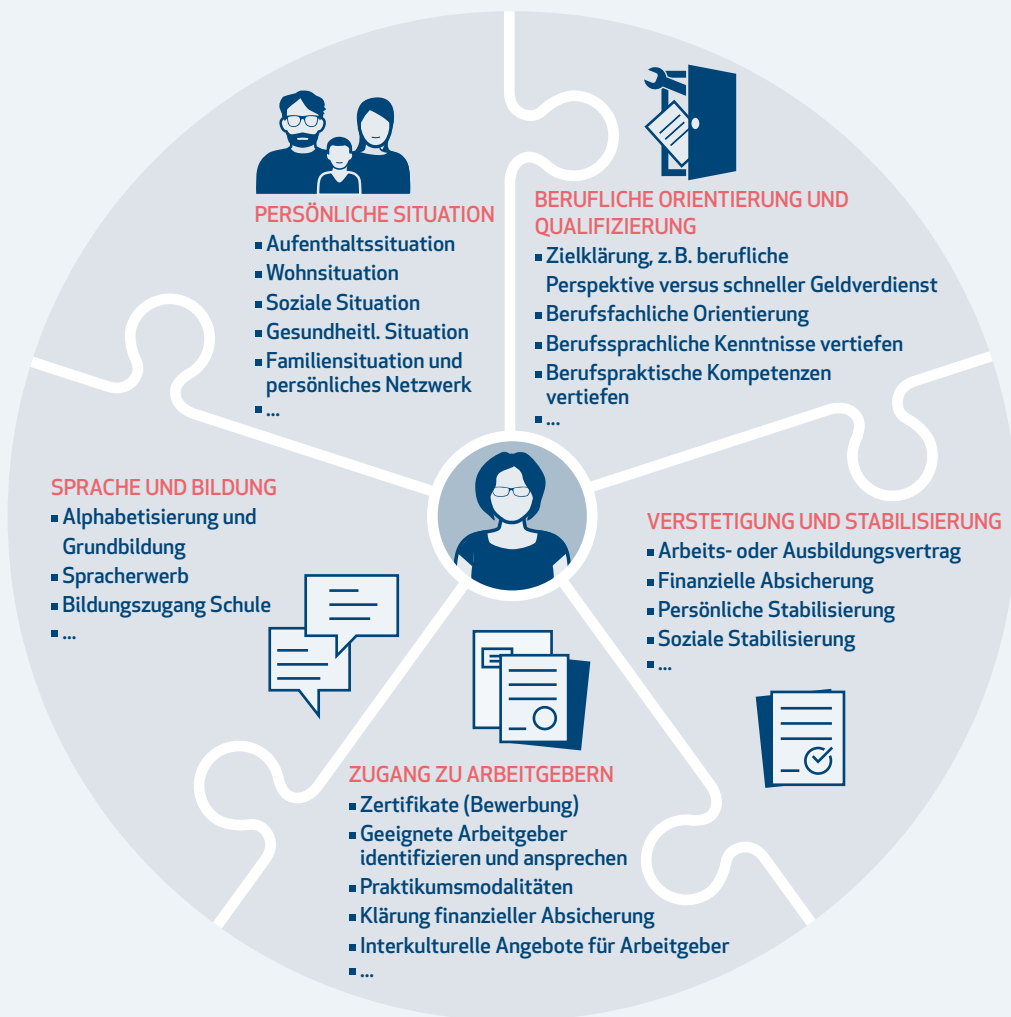 PERSÖNLICHE SITUATION
▪ Aufenthaltssituation
▪ Wohnsituation
▪ Soziale Situation
▪ Gesundheitl. Situation
▪ Familiensituation und
persönliches Netzwerk
▪ ...
BERUFLICHE ORIENTIERUNG UND
QUALIFIZIERUNG
▪ Zielklärung, z. B. berufliche
Perspektive versus schneller Geldverdienst
▪ Berufsfachliche Orientierung
▪ Berufssprachliche Kenntnisse vertiefen
▪ Berufspraktische Kompetenzen
vertiefen
▪ ...
SPRACHE UND BILDUNG
▪ Alphabetisierung und
Grundbildung
▪ Spracherwerb
▪ Bildungszugang Schule
▪ ...
VERSTETIGUNG UND STABILISIERUNG
▪ Arbeits- oder Ausbildungsvertrag
▪ Finanzielle Absicherung
▪ Persönliche Stabilisierung
▪ Soziale Stabilisierung
▪ ...
ZUGANG ZU ARBEITGEBERN
▪ Zertifikate (Bewerbung)
▪ Geeignete Arbeitgeber
identifizieren und ansprechen
▪ Praktikumsmodalitäten
▪ Klärung finanzieller Absicherung
▪ Interkulturelle Angebote für Arbeitgeber
▪ ...